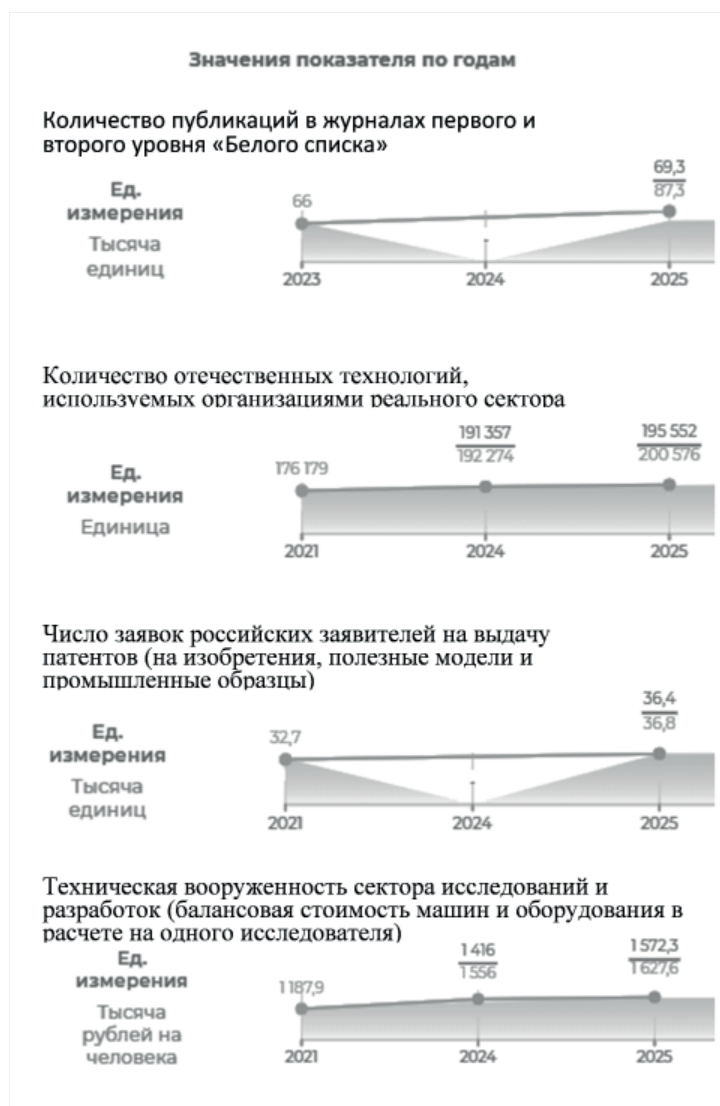 Значения показателя по годам
Количество публикаций в журналах первого и
второго уровня «Белого списка»
Ед.
измерения
Тысяча
единиц
66
69,3
87,3
-
-
2023
2024
2025
Количество отечественных технологий,
используемых организациями реального сектора
Ед.
измерения
Единица
176 179
191 357
192 274
195 552
200 576
2021
2024
2025
Число заявок российских заявителей на выдачу
патентов (на изобретения, полезные модели и
промышленные образцы)
Ед.
измерения
Тысяча
единиц
32,7
36,4
36,8
-
-
2021
2024
2025
Техническая вооруженность сектора исследований и
разработок (балансовая стоимость машин и оборудования в
расчете на одного исследователя)
Ед.
измерения
Тысяча
рублей на
человека
1 187,9
1 416
1 556
1 572,3
1 627,6
2021
2024
2025